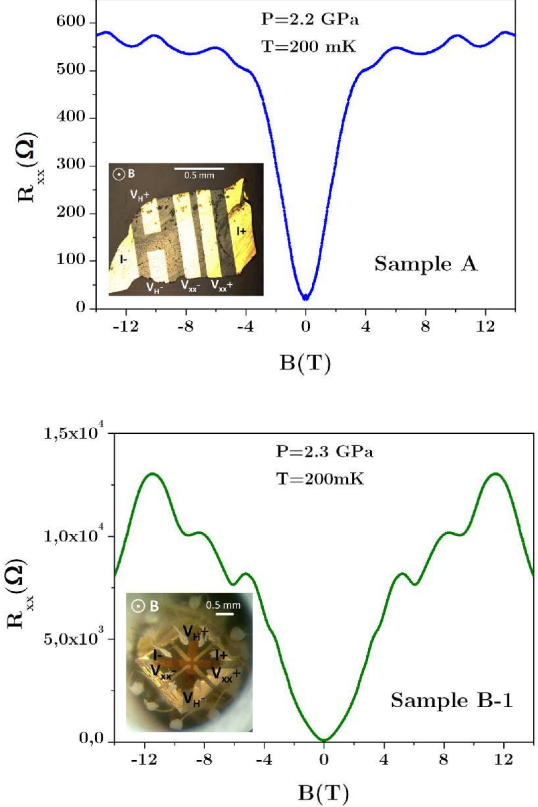 600
500
400
300
200
100
0
R_xx(Ω)
P=2.2 GPa
T=200 mK
B
0.5 mm
V_H+
I-
I+
V_H-
V_xx-
V_xx+
Sample A
-12
-8
-4
0
4
8
12
B(T)
1,5x10^4
1,0x10^4
5,0x10^3
0,0
R_xx(Ω)
P=2.3 GPa
T=200mK
B
0.5 mm
V_H+
I-
I+
V_xx-
V_xx+
V_H-
Sample B-1
-12
-8
-4
0
4
8
12
B(T)